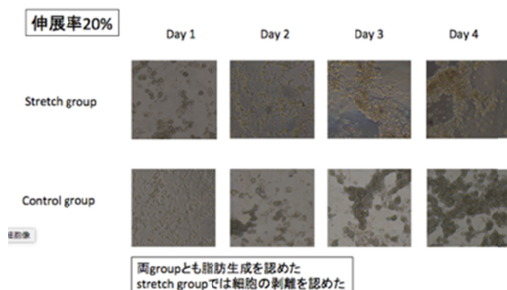 伸展率20%
Day 1 Day 2 Day 3 Day 4
Stretch group
Control group
両groupとも脂肪生成を認めた
stretch groupでは細胞の剥離を認めた